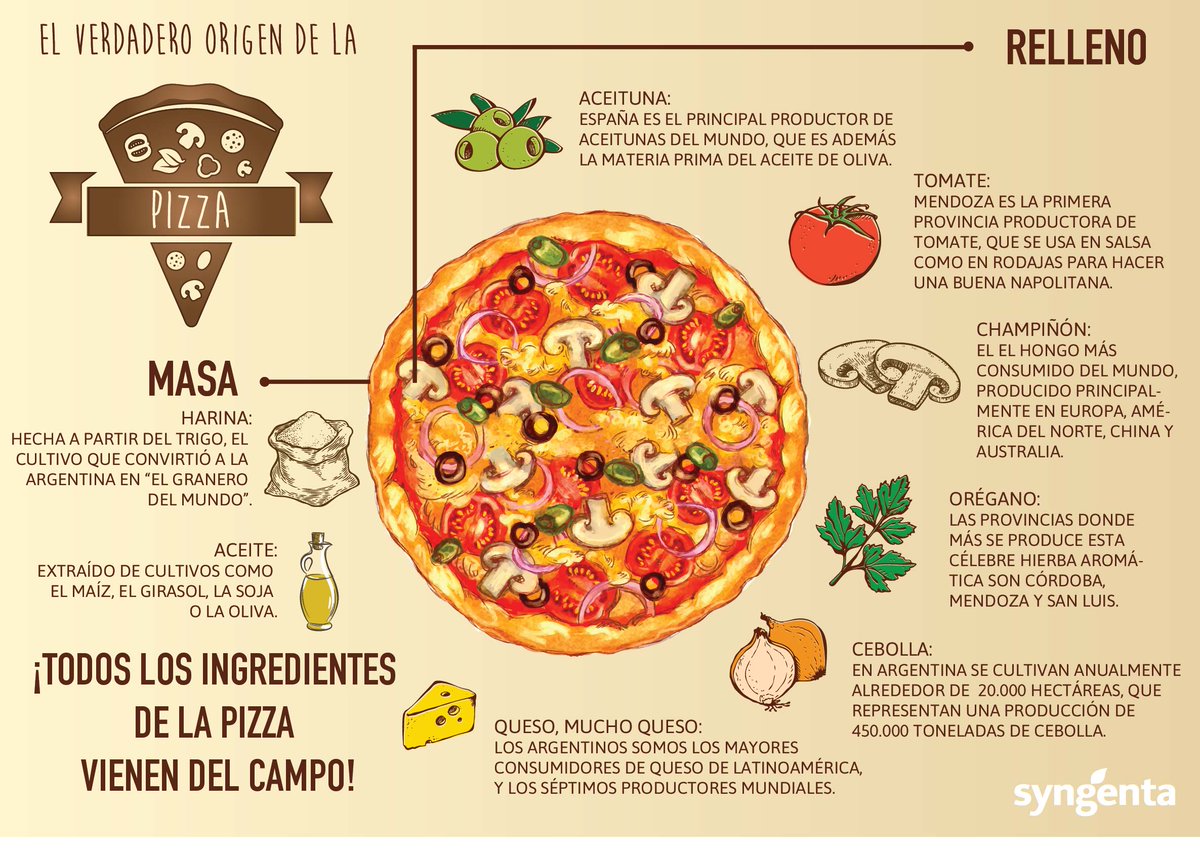 EL VERDADERO ORIGEN DE LA
PIZZA
RELLENO
ACEITUNA:
ESPAÑA ES EL PRINCIPAL PRODUCTOR DE
ACEITUNAS DEL MUNDO, QUE ES ADEMÁS
LA MATERIA PRIMA DEL ACEITE DE OLIVA.
TOMATE:
MENDOZA ES LA PRIMERA
PROVINCIA PRODUCTORA DE
TOMATE, QUE SE USA EN SALSA
COMO EN RODAJAS PARA HACER
UNA BUENA NAPOLITANA.
CHAMPIÑÓN:
EL EL HONGO MÁS
CONSUMIDO DEL MUNDO,
PRODUCIDO PRINCIPAL-
MENTE EN EUROPA, AMÉ-
RICA DEL NORTE, CHINA Y
AUSTRALIA.
MASA
HARINA:
HECHA A PARTIR DEL TRIGO, EL
CULTIVO QUE CONVIRTIÓ A LA
ARGENTINA EN “EL GRANERO
DEL MUNDO”.
ACEITE:
EXTRAÍDO DE CULTIVOS COMO
EL MAÍZ, EL GIRASOL, LA SOJA
O LA OLIVA.
ORÉGANO:
LAS PROVINCIAS DONDE
MÁS SE PRODUCE ESTA
CÉLEBRE HIERBA AROMÁ-
TICA SON CÓRDOBA,
MENDOZA Y SAN LUIS.
CEBOLLA:
EN ARGENTINA SE CULTIVAN ANUALMENTE
ALREDEDOR DE 20.000 HECTÁREAS, QUE
REPRESENTAN UNA PRODUCCIÓN DE
450.000 TONELADAS DE CEBOLLA.
QUESO, MUCHO QUESO:
LOS ARGENTINOS SOMOS LOS MAYORES
CONSUMIDORES DE QUESO DE LATINOAMÉRICA,
Y LOS SÉPTIMOS PRODUCTORES MUNDIALES.
¡TODOS LOS INGREDIENTES
DE LA PIZZA
VIENEN DEL CAMPO!
syngenta